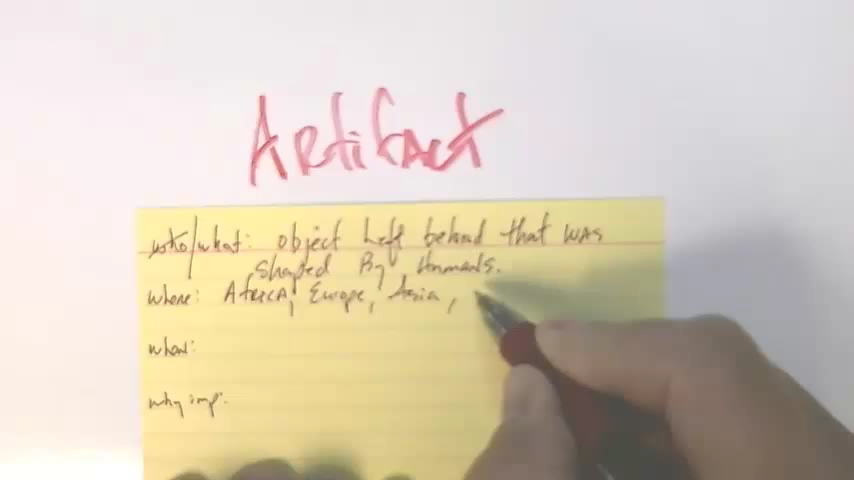 Artifact
who/what: object left behind that was
shaped By Humans.
where: Africa, Europe, Asia,
when:
why imp: